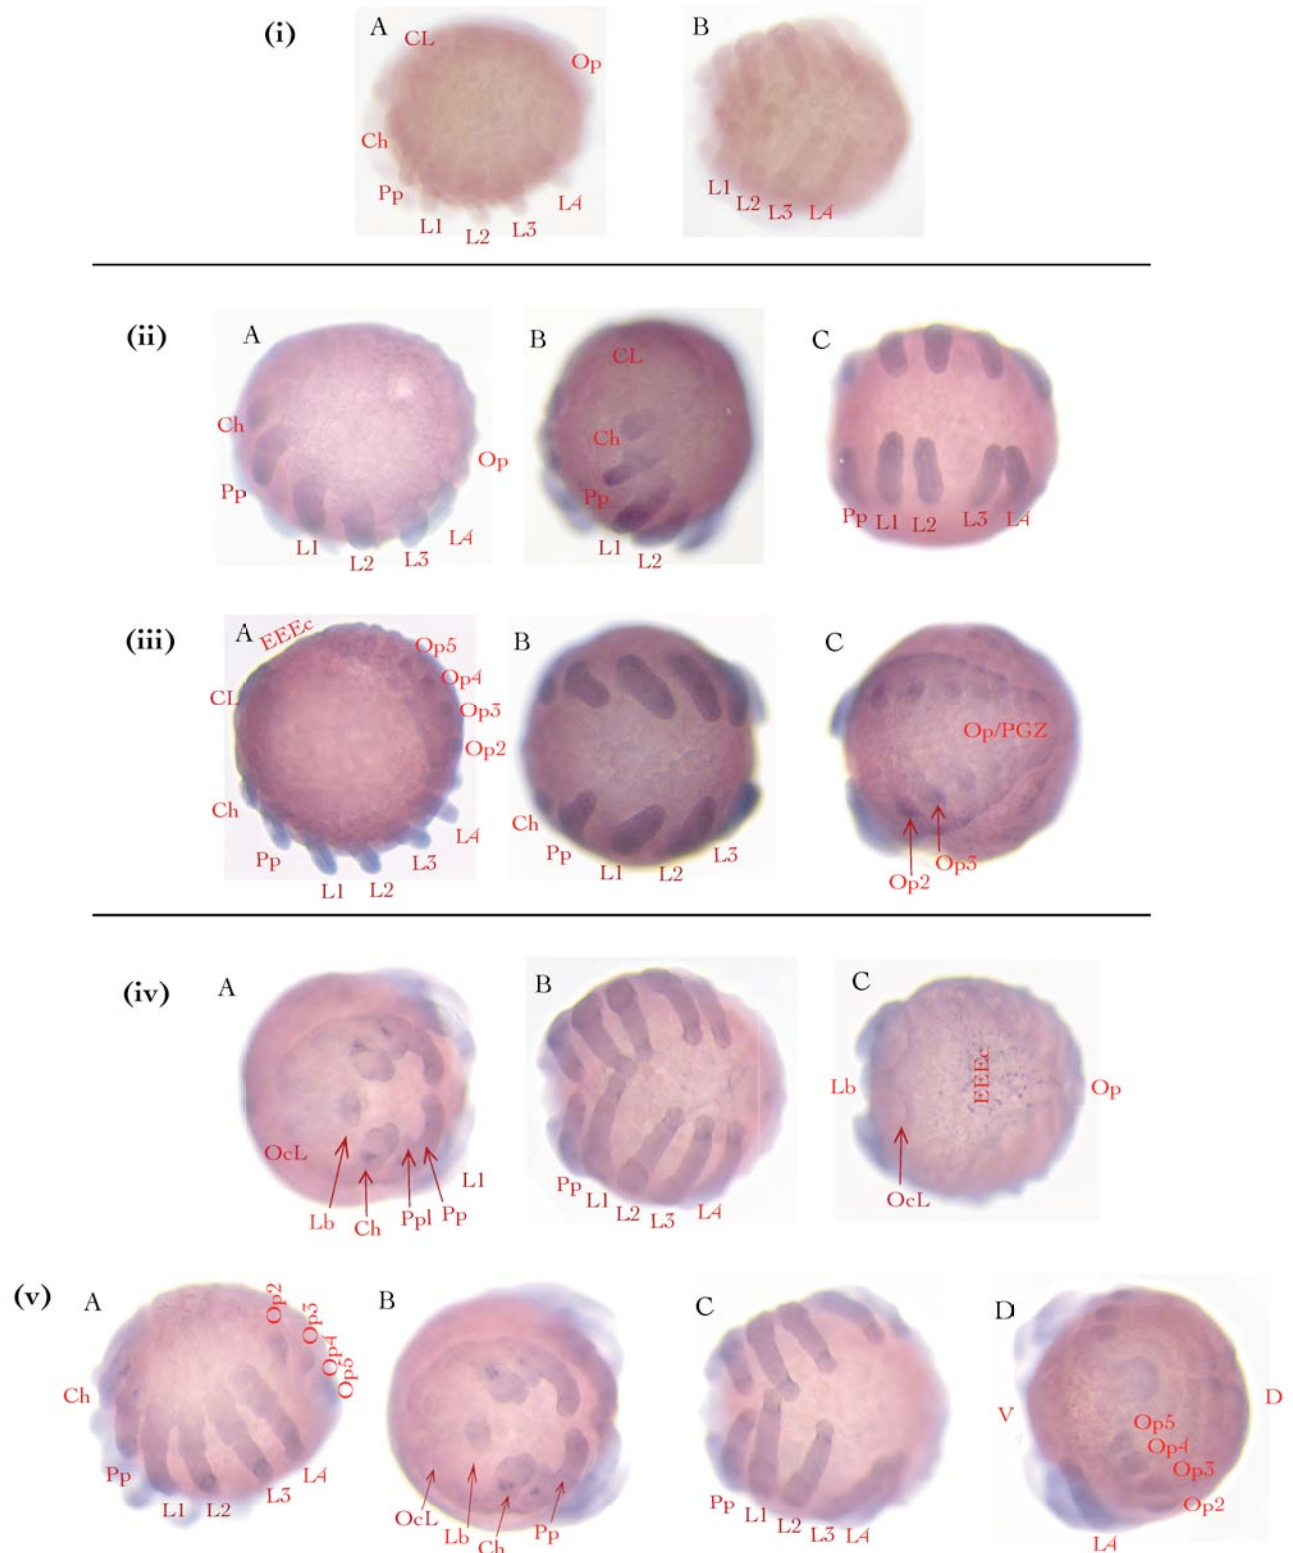 (i) A B
CL Op
Ch
Pp L1 L2 L3 L4
L1 L2 L3 L4
(ii) A B C
Ch Pp L1 L2 L3 L4 Op
CL Ch Pp L1 L2
Pp L1 L2 L3 L4
(iii) A B C
EEEc Op5 Op4 Op3 Op2
CL Ch Pp L1 L2 L3 L4
Ch Pp L1 L2 L3
Op/PGZ
Op2 Op3
(iv) A B C
OcL Lb Ch Ppl Pp L1
Pp L1 L2 L3 L4
Lb EEEc Op
OcL
(v) A B C D
Op2 Op3 Op4 Op5
Ch Pp L1 L2 L3 L4
OcL Lb Ch Pp
Pp L1 L2 L3 L4
V D
Op5
Op4
Op3
Op2
L4